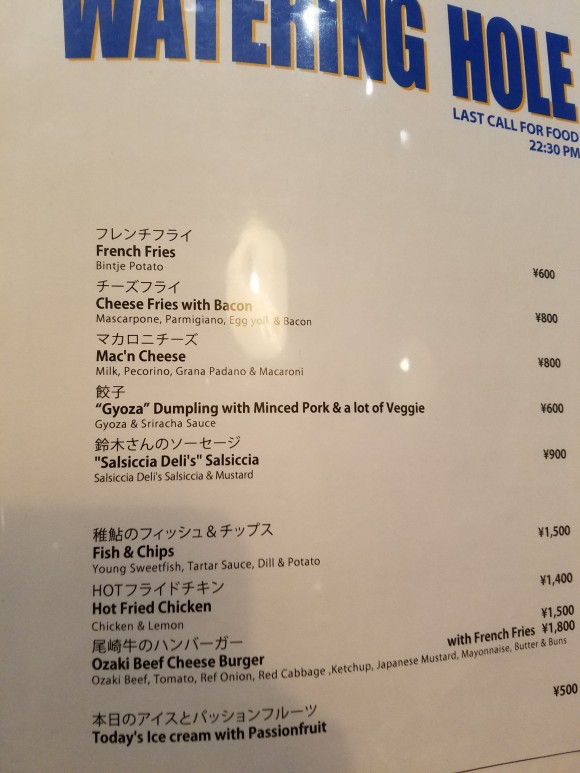 WATERING HOLE
LAST CALL FOR FOOD
22:30 PM
フレンチフライ
French Fries
Bintje Potato
¥600
チーズフライ
Cheese Fries with Bacon
Mascarpone, Parmigiano, Egg yolk & Bacon
¥800
マカロニチーズ
Mac'n Cheese
Milk, Pecorino, Grana Padano & Macaroni
¥800
餃子
“Gyoza” Dumpling with Minced Pork & a lot of Veggie
Gyoza & Sriracha Sauce
¥600
鈴木さんのソーセージ
"Salsiccia Deli's" Salsiccia
Salsiccia Deli's Salsiccia & Mustard
¥900
稚鮎のフィッシュ＆チップス
Fish & Chips
Young Sweetfish, Tartar Sauce, Dill & Potato
¥1,500
HOTフライドチキン
Hot Fried Chicken
Chicken & Lemon
¥1,400
尾崎牛のハンバーガー
¥1,500
with French Fries ¥1,800
Ozaki Beef Cheese Burger
Ozaki Beef, Tomato, Ref Onion, Red Cabbage ,Ketchup, Japanese Mustard, Mayonnaise, Butter & Buns
本日のアイスとパッションフルーツ
Today's Ice cream with Passionfruit
¥500